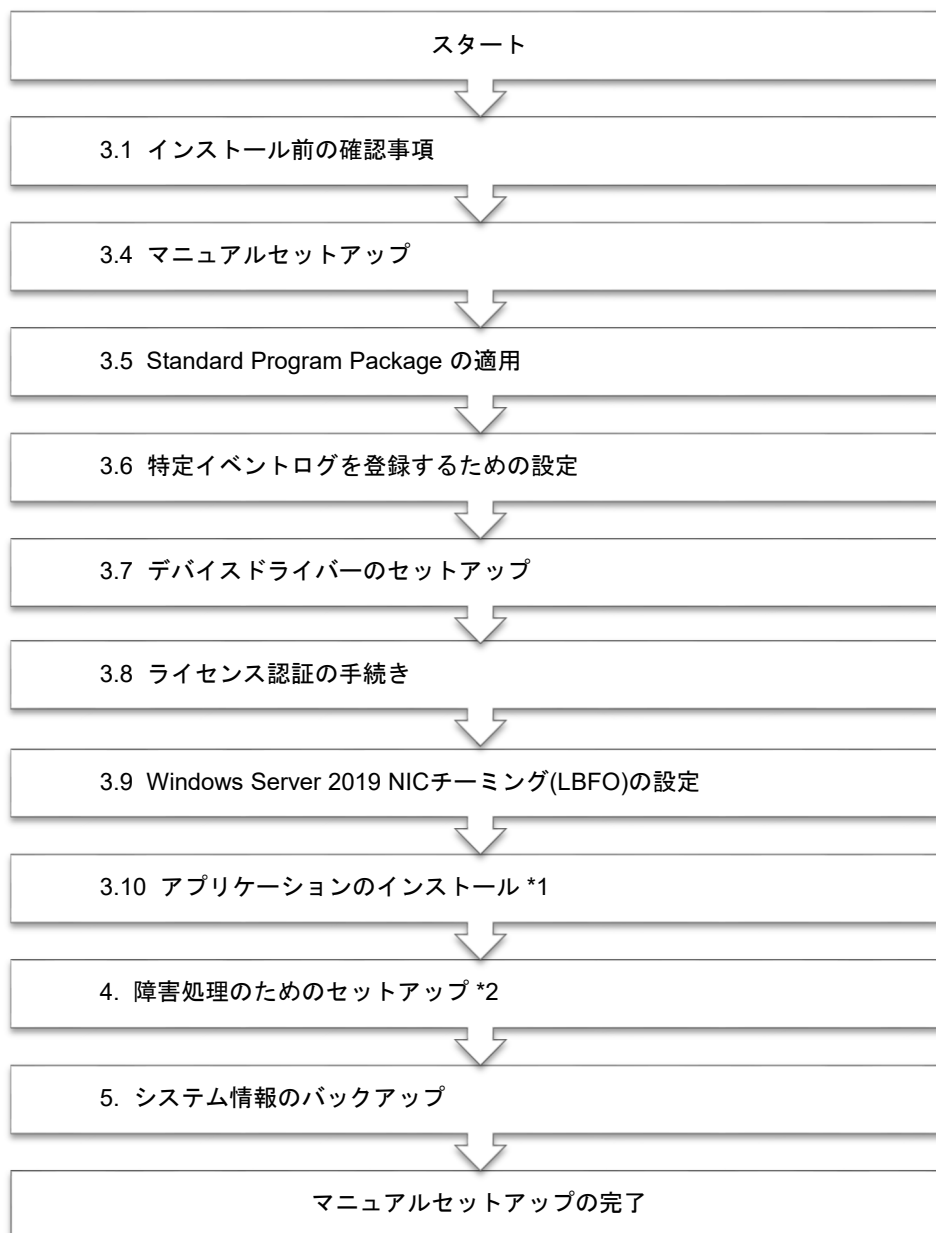 スタート
3.1 インストール前の確認事項
3.4 マニュアルセットアップ
3.5 Standard Program Package の適用
3.6 特定イベントログを登録するための設定
3.7 デバイスドライバーのセットアップ
3.8 ライセンス認証の手続き
3.9 Windows Server 2019 NICチーミング(LBFO)の設定
3.10 アプリケーションのインストール *1
4. 障害処理のためのセットアップ *2
5. システム情報のバックアップ
マニュアルセットアップの完了